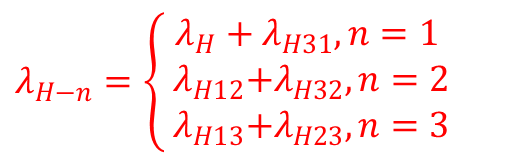 λ_{H−n} = { λ_H + λ_{H31}, n = 1
λ_{H12}+λ_{H32}, n = 2
λ_{H13}+λ_{H23}, n = 3